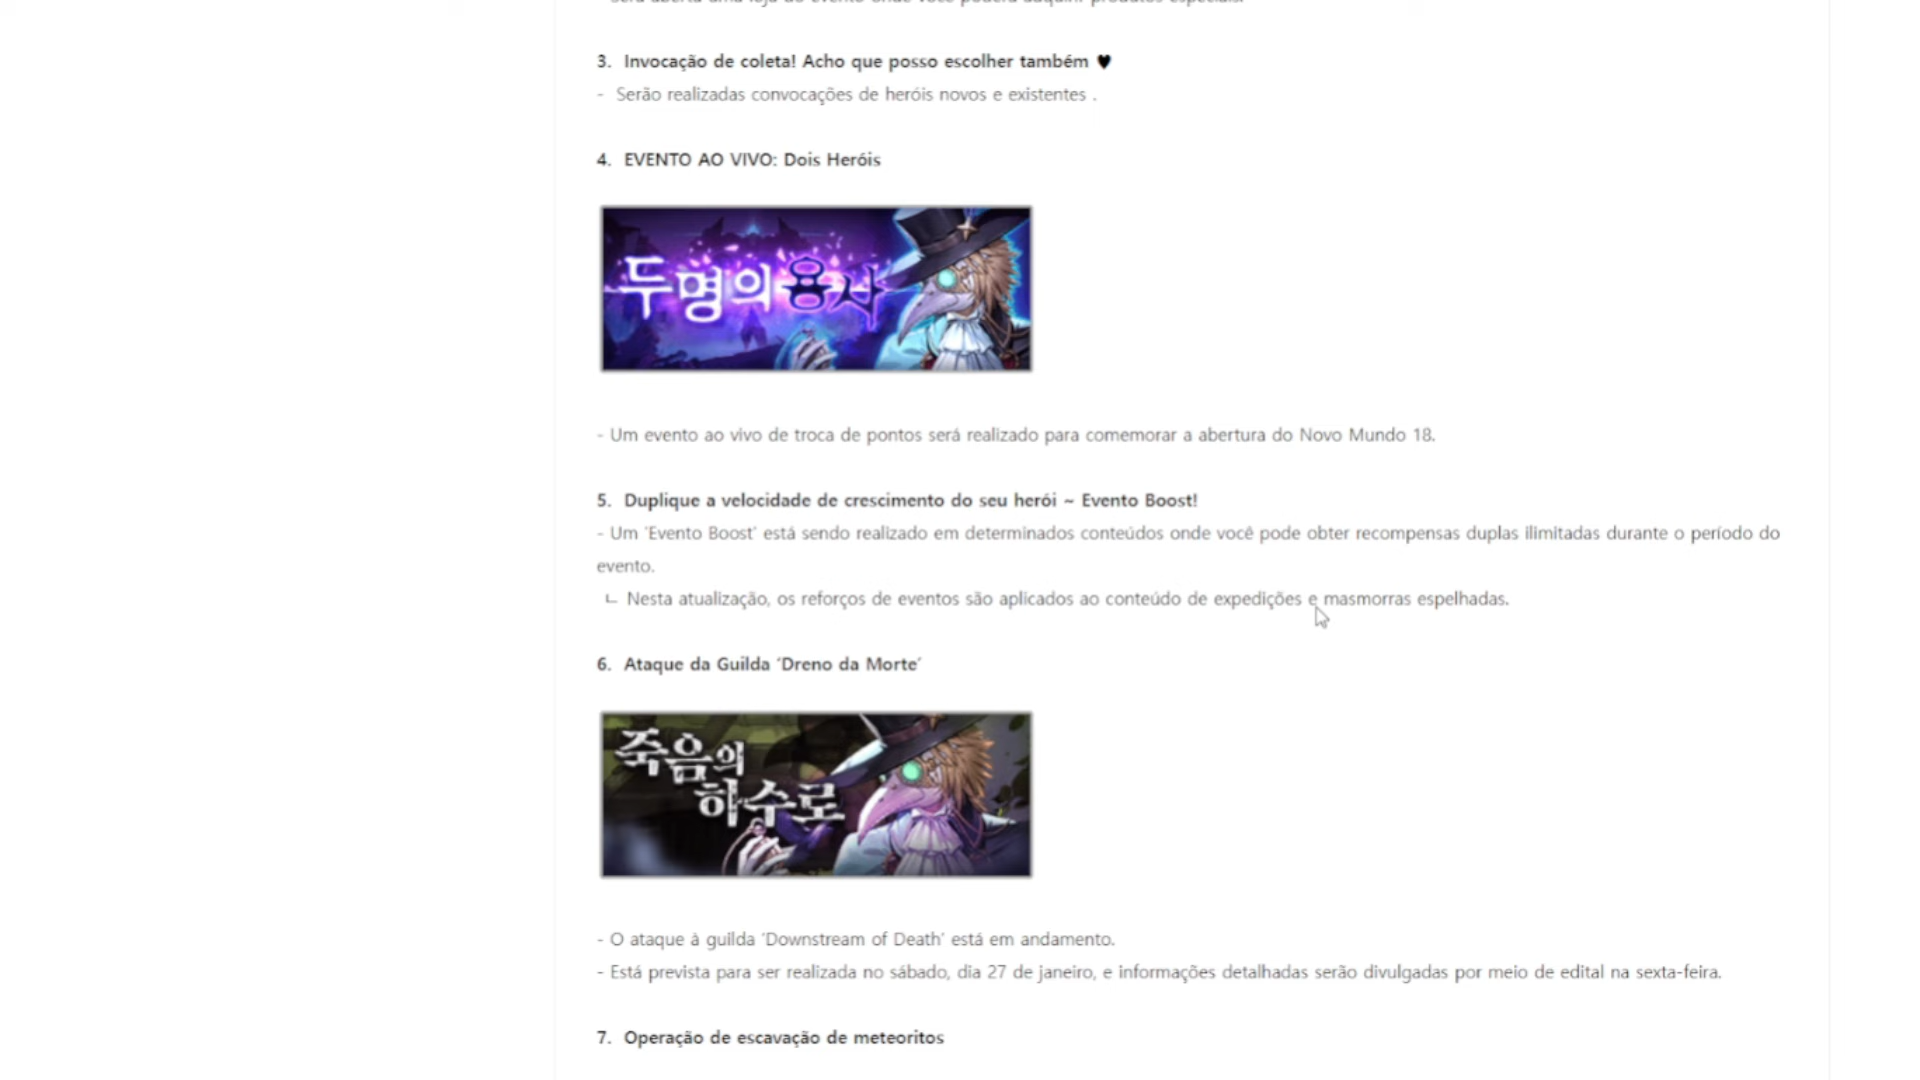 3. Invocação de coleta! Acho que posso escolher também ♥
- Serão realizadas convocações de heróis novos e existentes .
4. EVENTO AO VIVO: Dois Heróis
두명의 용사
- Um evento ao vivo de troca de pontos será realizado para comemorar a abertura do Novo Mundo 18.
5. Duplique a velocidade de crescimento do seu herói ~ Evento Boost!
- Um 'Evento Boost' está sendo realizado em determinados conteúdos onde você pode obter recompensas duplas ilimitadas durante o período do
evento.
ㄴ Nesta atualização, os reforços de eventos são aplicados ao conteúdo de expedições e masmorras espelhadas.
6. Ataque da Guilda 'Dreno da Morte'
죽음의
하수로
- O ataque à guilda 'Downstream of Death' está em andamento.
- Está prevista para ser realizada no sábado, dia 27 de janeiro, e informações detalhadas serão divulgadas por meio de edital na sexta-feira.
7. Operação de escavação de meteoritos